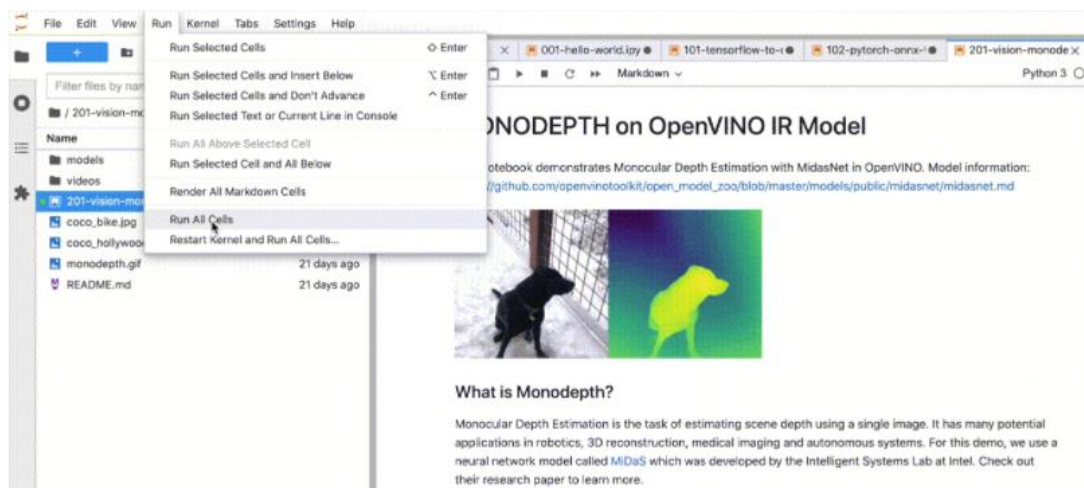 File Edit View Run Kernel Tabs Settings Help
Run Selected Cells Enter
Run Selected Cells and Insert Below Enter
Run Selected Cells and Don't Advance ^ Enter
Run Selected Text or Current Line in Console
Run All Above Selected Cell
Run Selected Cell and All Below
Render All Markdown Cells
Run All Cells
Restart Kernel and Run All Cells...
+
Filter files by nam
/ 201-vision-mo
Name
models
videos
201-vision-mon
coco_bike.jpg
coco_hollywoo
monodepth.gif 21 days ago
README.md 21 days ago
001-hello-world.ipy
101-tensorflow-to-
102-pytorch-onnx-
201-vision-monode
Markdown
Python 3
ONODEPTH on OpenVINO IR Model
otebook demonstrates Monocular Depth Estimation with MidasNet in OpenVINO. Model information:
//github.com/openvinotoolkit/open_model_zoo/blob/master/models/public/midasnet/midasnet.md
What is Monodepth?
Monocular Depth Estimation is the task of estimating scene depth using a single image. It has many potential
applications in robotics, 3D reconstruction, medical imaging and autonomous systems. For this demo, we use a
neural network model called MiDaS which was developed by the Intelligent Systems Lab at Intel. Check out
their research paper to learn more.